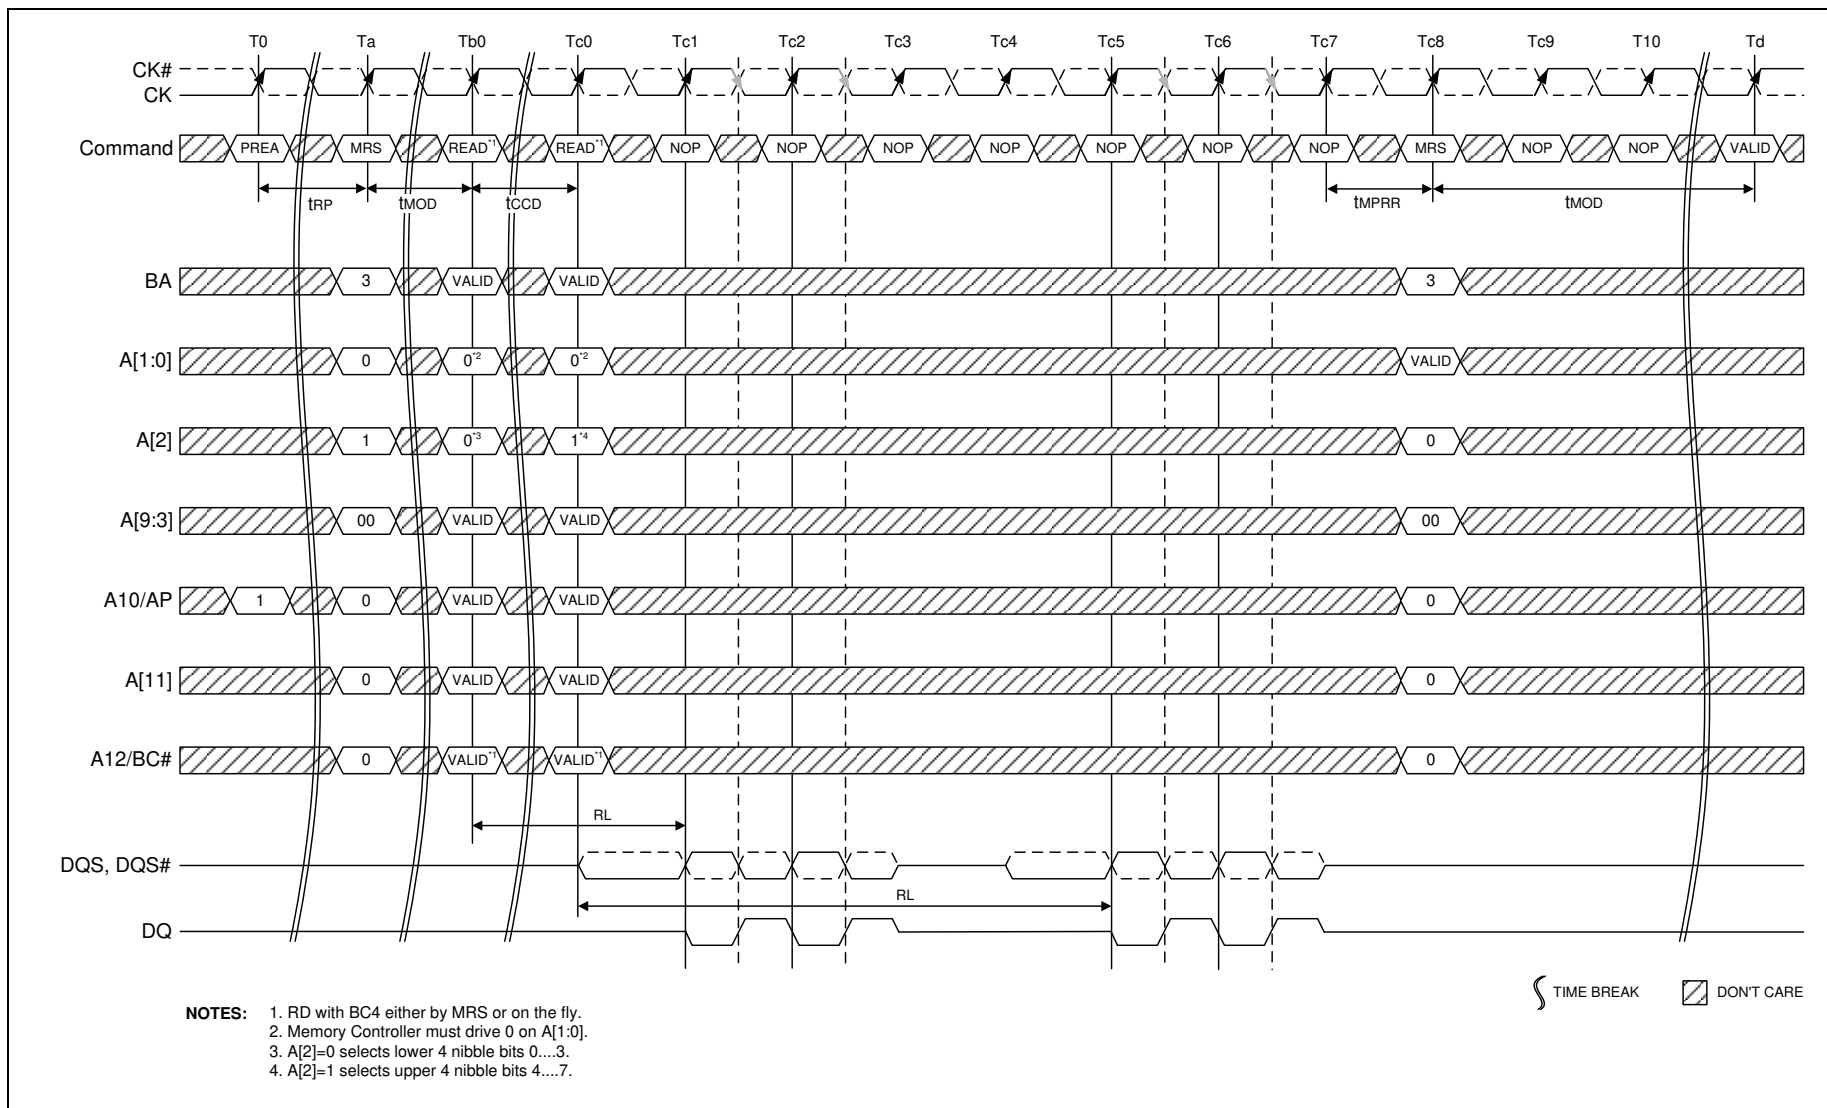 T0 Ta Tb0 Tc0 Tc1 Tc2 Tc3 Tc4 Tc5 Tc6 Tc7 Tc8 Tc9 T10 Td
CK#
CK
Command PREA MRS READ*1 READ*1 NOP NOP NOP NOP NOP NOP NOP MRS NOP NOP VALID
tRP tMOD tCCD tMPRR tMOD
BA 3 VALID VALID 3
A[1:0] 0 0*2 0*2 VALID
A[2] 1 0*3 1*4 0
A[9:3] 00 VALID VALID 00
A10/AP 1 0 VALID VALID 0
A[11] 0 VALID VALID 0
A12/BC# 0 VALID*1 VALID*1 0
RL
DQS, DQS#
RL
DQ
TIME BREAK DON'T CARE
NOTES: 1. RD with BC4 either by MRS or on the fly.
2. Memory Controller must drive 0 on A[1:0].
3. A[2]=0 selects lower 4 nibble bits 0....3.
4. A[2]=1 selects upper 4 nibble bits 4....7.